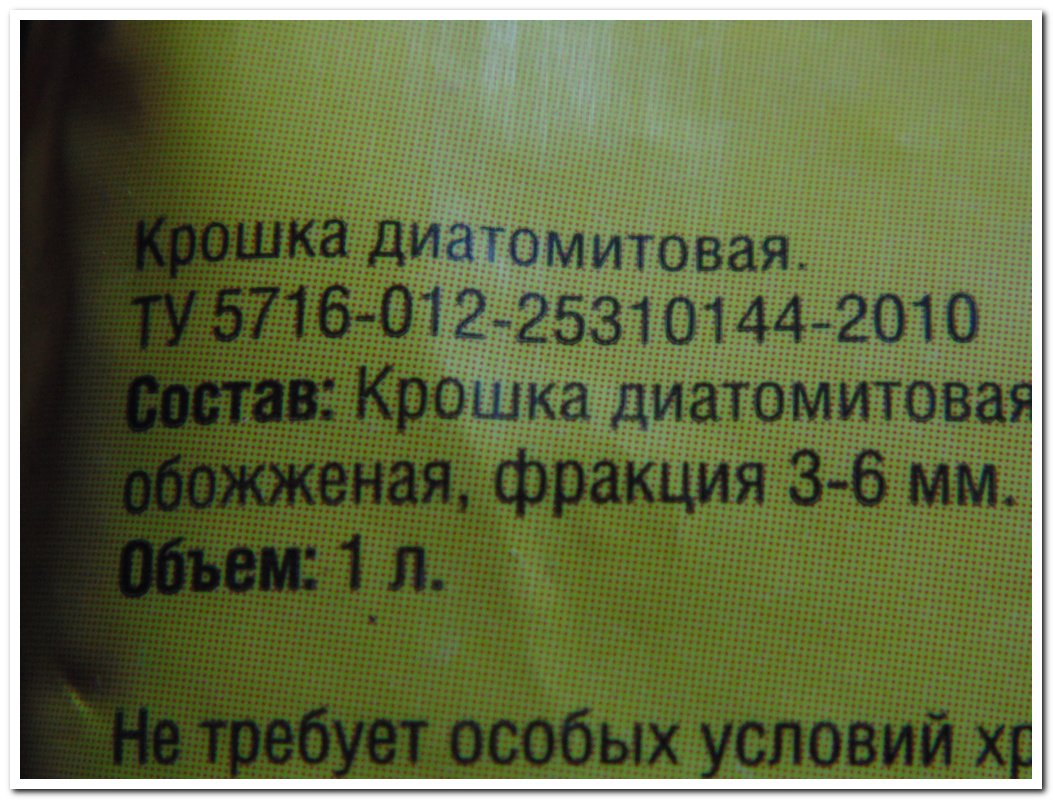 Крошка диатомитовая.
ТУ 5716-012-25310144-2010
Состав: Крошка диатомитовая
обожженая, фракция 3-6 мм.
Объем: 1 л.
Не требует особых условий хр